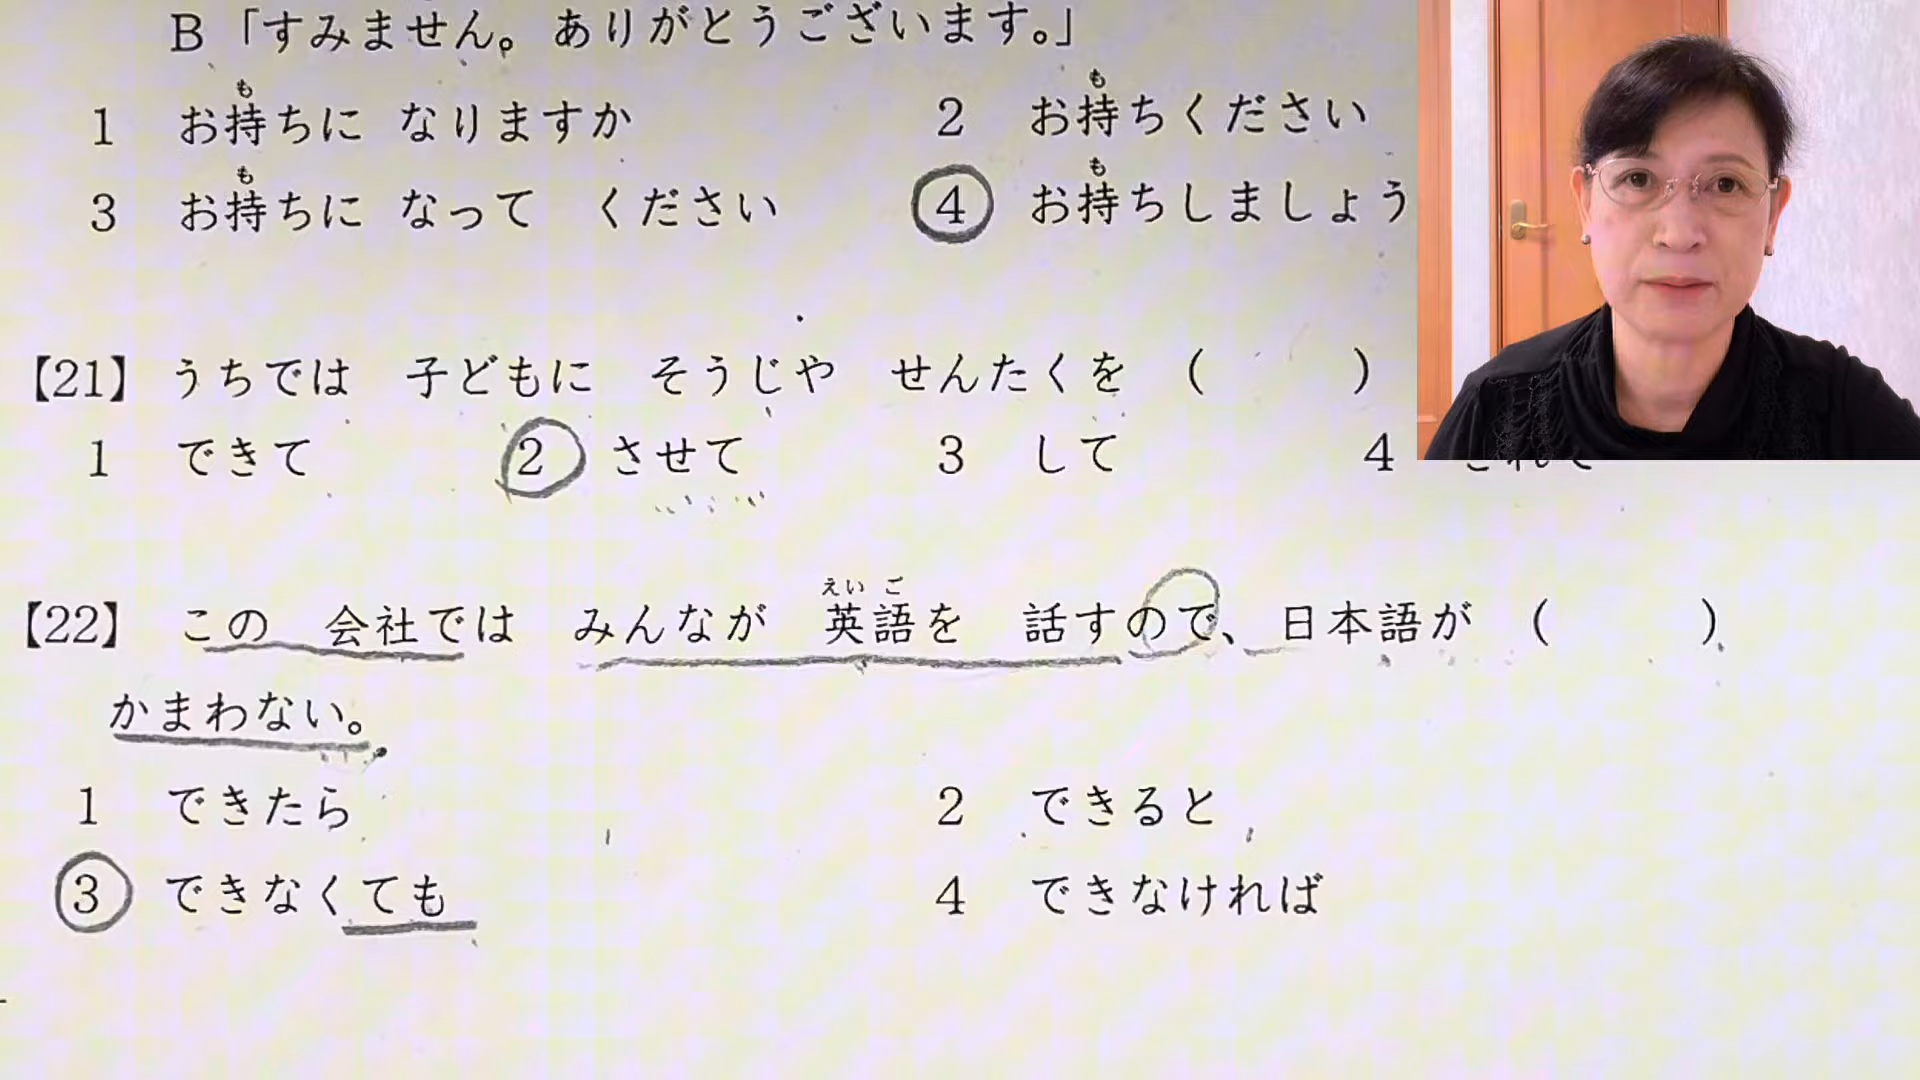 B「すみません。ありがとうございます。」
1 お持ちに なりますか 2 お持ちください
3 お持ちに なって ください ④ お持ちしましょう
【21】 うちでは 子どもに そうじや せんたくを ( )
1 できて ② させて 3 して 4
【22】 この 会社では みんなが 英語を 話すので、日本語が ( )
かまわない。
1 できたら 2 できると
③ できなくても 4 できなければ